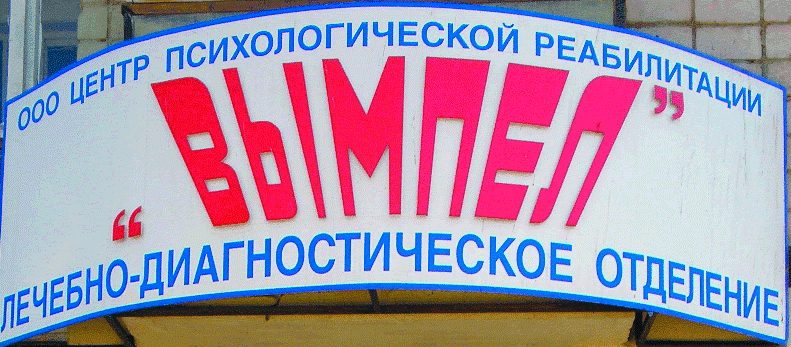 ООО ЦЕНТР ПСИХОЛОГИЧЕСКОЙ РЕАБИЛИТАЦИИ
“ВЫМПЕЛ”
ЛЕЧЕБНО-ДИАГНОСТИЧЕСКОЕ ОТДЕЛЕНИЕ